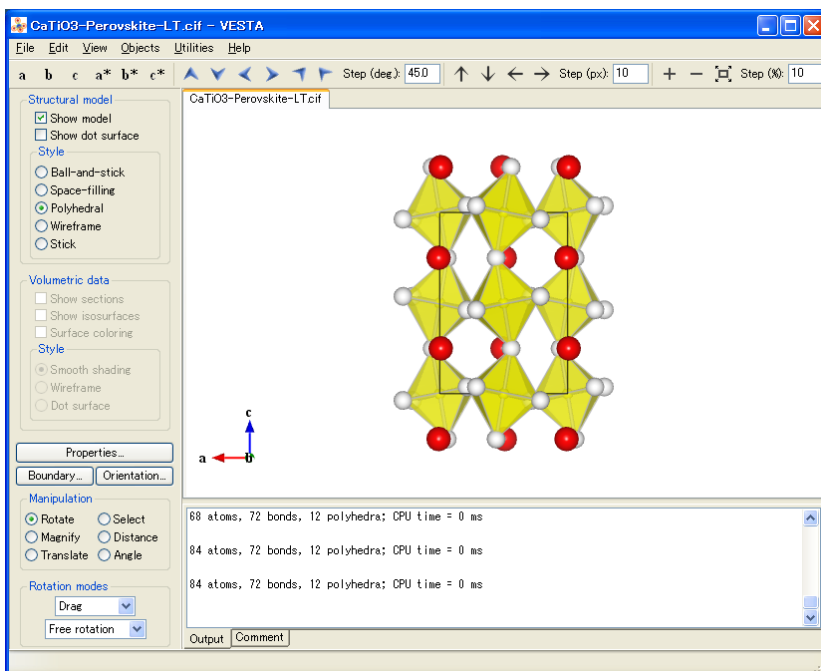 CaTiO3-Perovskite-LT.cif - VESTA
File Edit View Objects Utilities Help
a b c a* b* c* Step (deg.): 45.0 Step (px): 10 Step (%): 10
Structural model
Show model
Show dot surface
Style
Ball-and-stick
Space-filling
Polyhedral
Wireframe
Stick
Volumetric data
Show sections
Show isosurfaces
Surface coloring
Style
Smooth shading
Wireframe
Dot surface
Properties...
Boundary... Orientation...
Manipulation
Rotate Select
Magnify Distance
Translate Angle
Rotation modes
Drag
Free rotation
CaTiO3-Perovskite-LT.cif
c
a b
68 atoms, 72 bonds, 12 polyhedra; CPU time = 0 ms
84 atoms, 72 bonds, 12 polyhedra; CPU time = 0 ms
84 atoms, 72 bonds, 12 polyhedra; CPU time = 0 ms
Output Comment